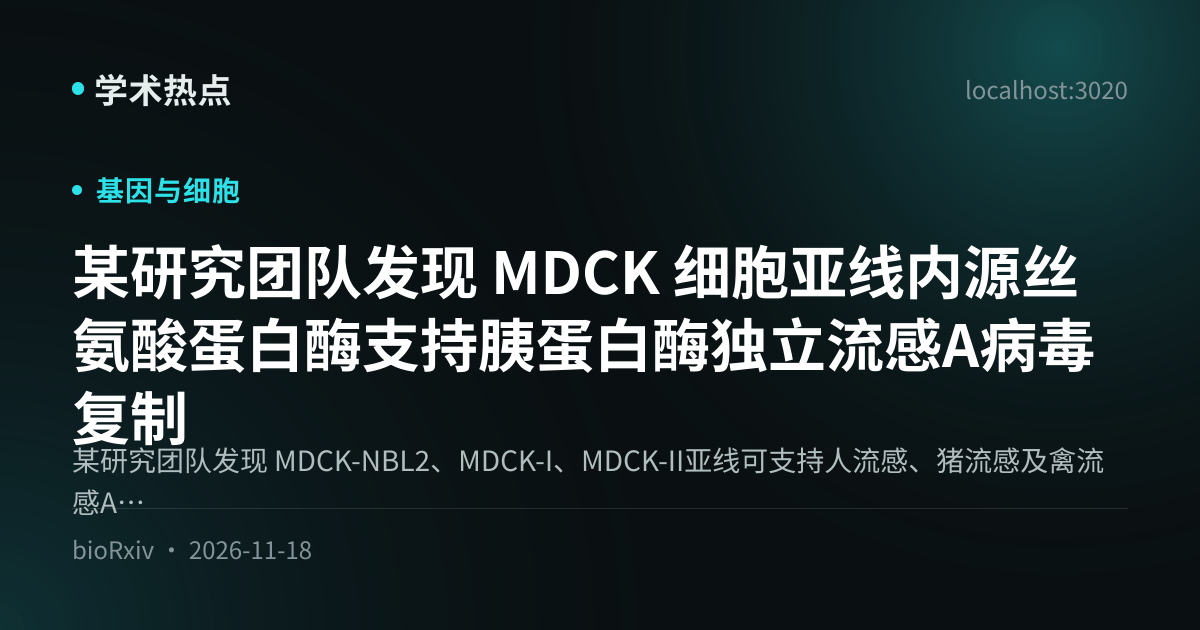 学术热点
localhost:3020
基因与细胞
某研究团队发现 MDCK 细胞亚线内源丝
氨酸蛋白酶支持胰蛋白酶独立流感A病毒
复制
某研究团队发现 MDCK-NBL2、MDCK-I、MDCK-II亚线可支持人流感、猪流感及禽流
感A…
bioRxiv • 2026-11-18